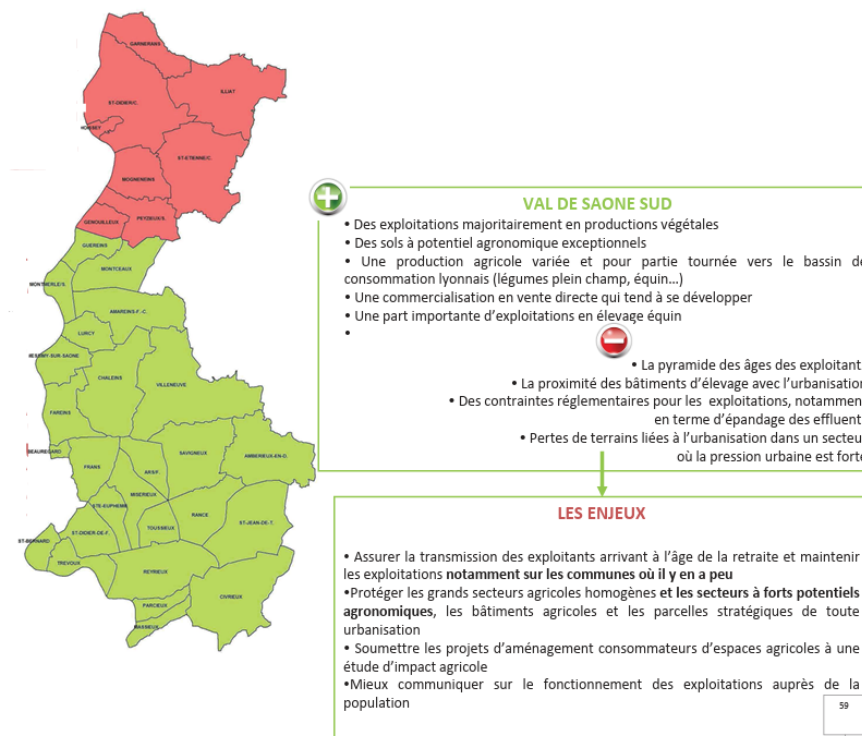 GARNERANS
ILLIAT
ST-DIDIER/C.
ST-ETIENNE/C.
MOGNENEINS
GENOUILLEUX
PEYZIEUX/S.
GUEREINS
MONTCEAUX
MONTMERLE/S.
AMAREINS-F.-C.
LURCY
MESSIMY-SUR-SAONE
CHALEINS
VILLENEUVE
FAREINS
BEAUREGARD
SAVIGNEUX
AMBERIEUX-EN-D.
FRANS
ARS/F.
MISERIEUX
STE-EUPHEMIE
RANCE
ST-JEAN-DE-T.
ST-DIDIER-DE-F.
TOUSSIEUX
ST-BERNARD
TREVOUX
REYRIEUX
CIVRIEUX
PARCIEUX
MASSIEUX
VAL DE SAONE SUD
• Des exploitations majoritairement en productions végétales
• Des sols à potentiel agronomique exceptionnels
• Une production agricole variée et pour partie tournée vers le bassin de
consommation lyonnais (légumes plein champ, équin...)
• Une commercialisation en vente directe qui tend à se développer
• Une part importante d'exploitations en élevage équin
•
• La pyramide des âges des exploitant
• La proximité des bâtiments d'élevage avec l'urbanisation
• Des contraintes réglementaires pour les exploitations, notammen
en terme d'épandage des effluent
• Pertes de terrains liées à l'urbanisation dans un secteu
où la pression urbaine est forte
LES ENJEUX
• Assurer la transmission des exploitants arrivant à l'âge de la retraite et maintenir
les exploitations notamment sur les communes où il y en a peu
•Protéger les grands secteurs agricoles homogènes et les secteurs à forts potentiels
agronomiques, les bâtiments agricoles et les parcelles stratégiques de toute
urbanisation
• Soumettre les projets d'aménagement consommateurs d'espaces agricoles à une
étude d'impact agricole
•Mieux communiquer sur le fonctionnement des exploitations auprès de la
population
59